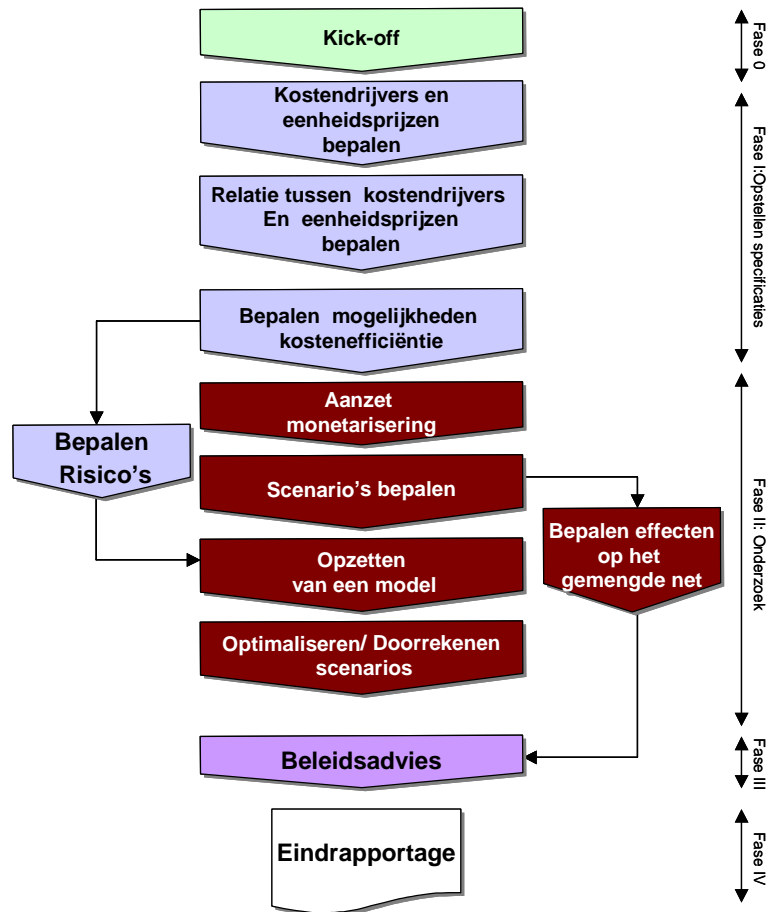 Kick-off
Fase 0
Kostendrijvers en
eenheidsprijzen
bepalen
Relatie tussen kostendrijvers
En eenheidsprijzen
bepalen
Fase I:Opstellen specificaties
Bepalen mogelijkheden
kostenefficiëntie
Aanzet
monetarisering
Bepalen
Risico's
Scenario's bepalen
Bepalen effecten
op het
gemengde net
Opzetten
van een model
Optimaliseren/ Doorrekenen
scenarios
Fase II: Onderzoek
Beleidsadvies
Fase III
Eindrapportage
Fase IV